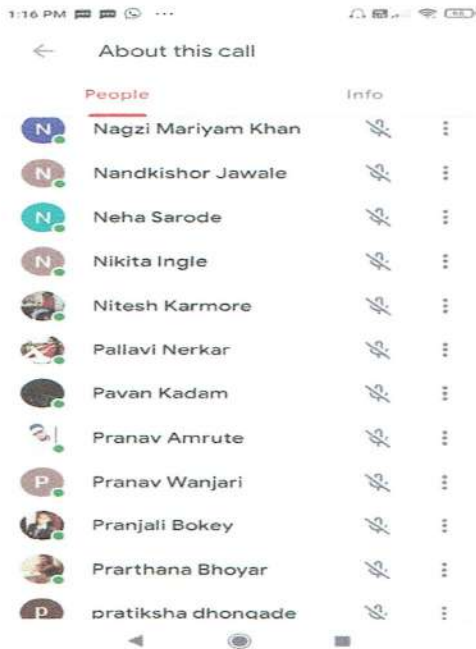 1:16 PM
About this call
People Info
N Nagzi Mariyam Khan
N Nandkishor Jawale
N Neha Sarode
N Nikita Ingle
Nitesh Karmore
Pallavi Nerkar
Pavan Kadam
Pranav Amrute
P Pranav Wanjari
Pranjali Bokey
Prarthana Bhoyar
p pratiksha dhongade